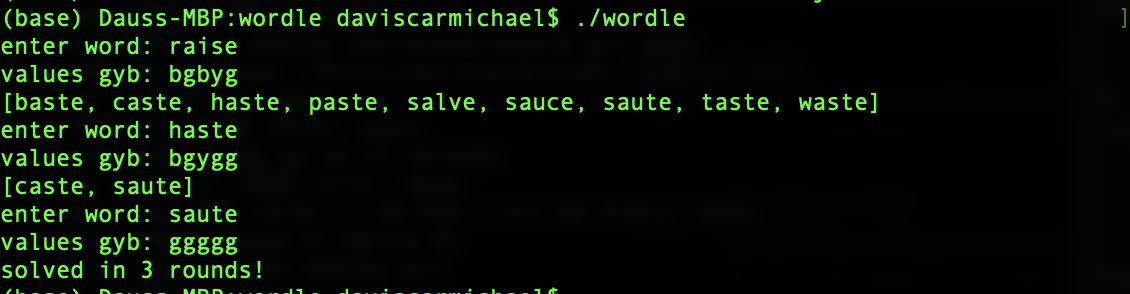 (base) Dauss-MBP:wordle daviscarmichael$ ./wordle ]
enter word: raise
values gyb: bgbyg
[baste, caste, haste, paste, salve, sauce, saute, taste, waste]
enter word: haste
values gyb: bgygg
[caste, saute]
enter word: saute
values gyb: ggggg
solved in 3 rounds!
(base) Dauss-MBP:wordle daviscarmichael$